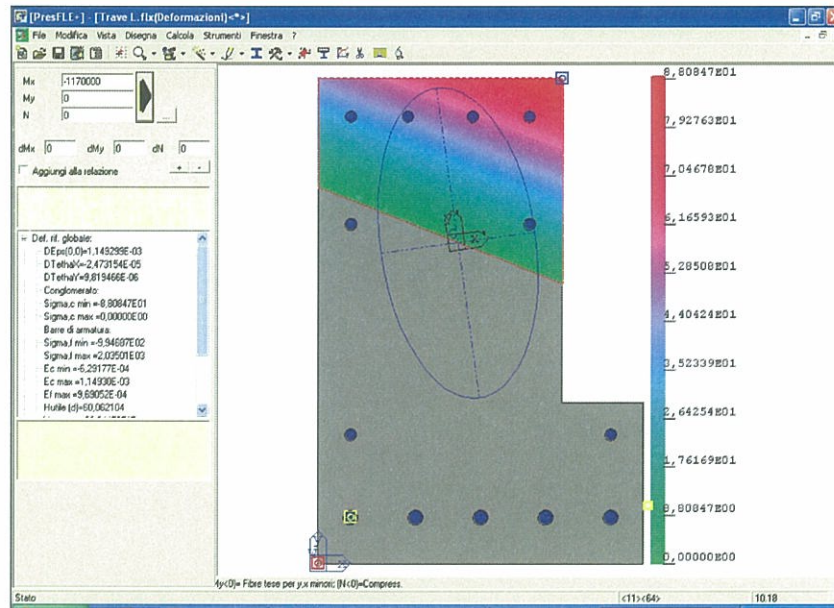 [PresFLE+] - [Trave L.flx(Deformazioni)<*>]
File Modifica Vista Disegna Calcola Strumenti Finestra ?
Mx -1170000
My 0
N 0
...
dMx 0 dMy 0 dN 0
Aggiungi alla relazione + -
Def. rif. globale:
DEps(0,0)=1,149299E-03
DTethaX=-2,473154E-05
DTethaY=9,819466E-06
Conglomerato:
Sigma,c min =-8,80847E01
Sigma,c max =0,00000E00
Barre di armatura:
Sigma,f min =-9,94687E02
Sigma,f max =2,03501E03
Ec min =-6,29177E-04
Ec max =1,14930E-03
Ef max =9,69052E-04
Hutile (d)=60,062104
8,80847E01
7,92763E01
7,04678E01
6,16593E01
5,28508E01
4,40424E01
3,52339E01
2,64254E01
1,76169E01
8,80847E00
0,00000E00
My<0)= Fibre tese per y,x minori; (N<0)=Compress.
Stato
<11><64>
10.18